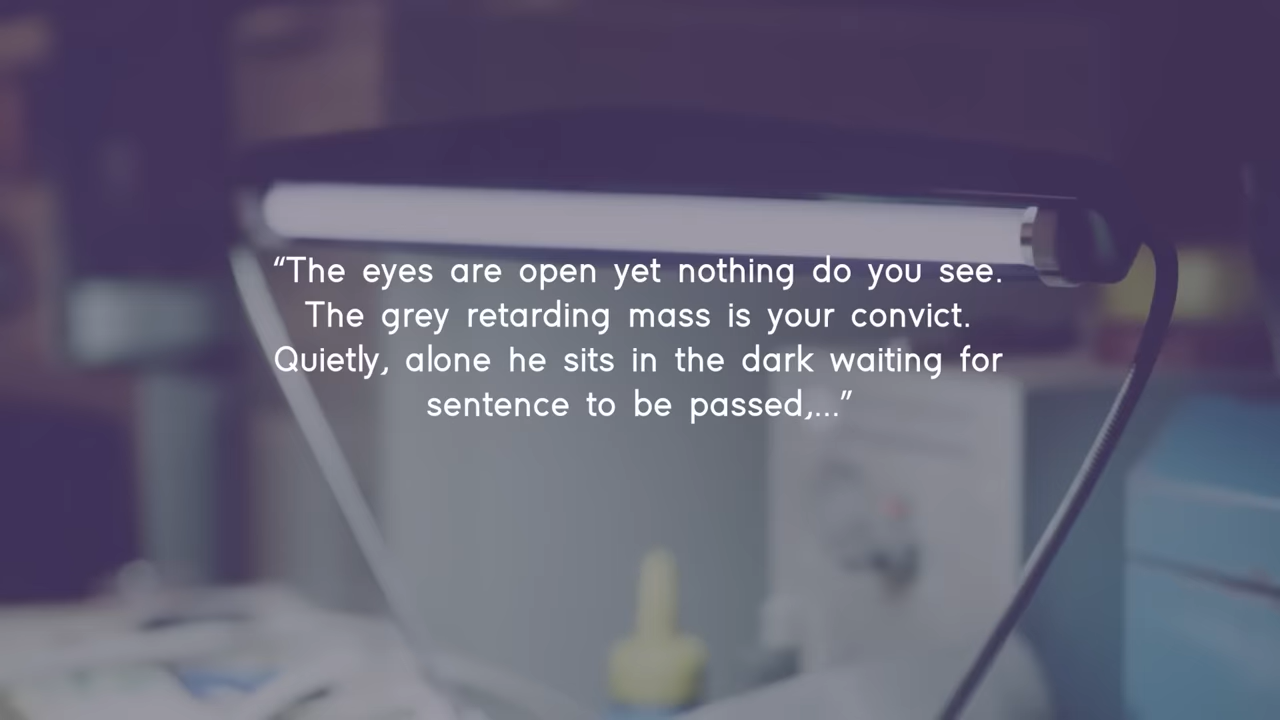 “The eyes are open yet nothing do you see.
The grey retarding mass is your convict.
Quietly, alone he sits in the dark waiting for
sentence to be passed,...”